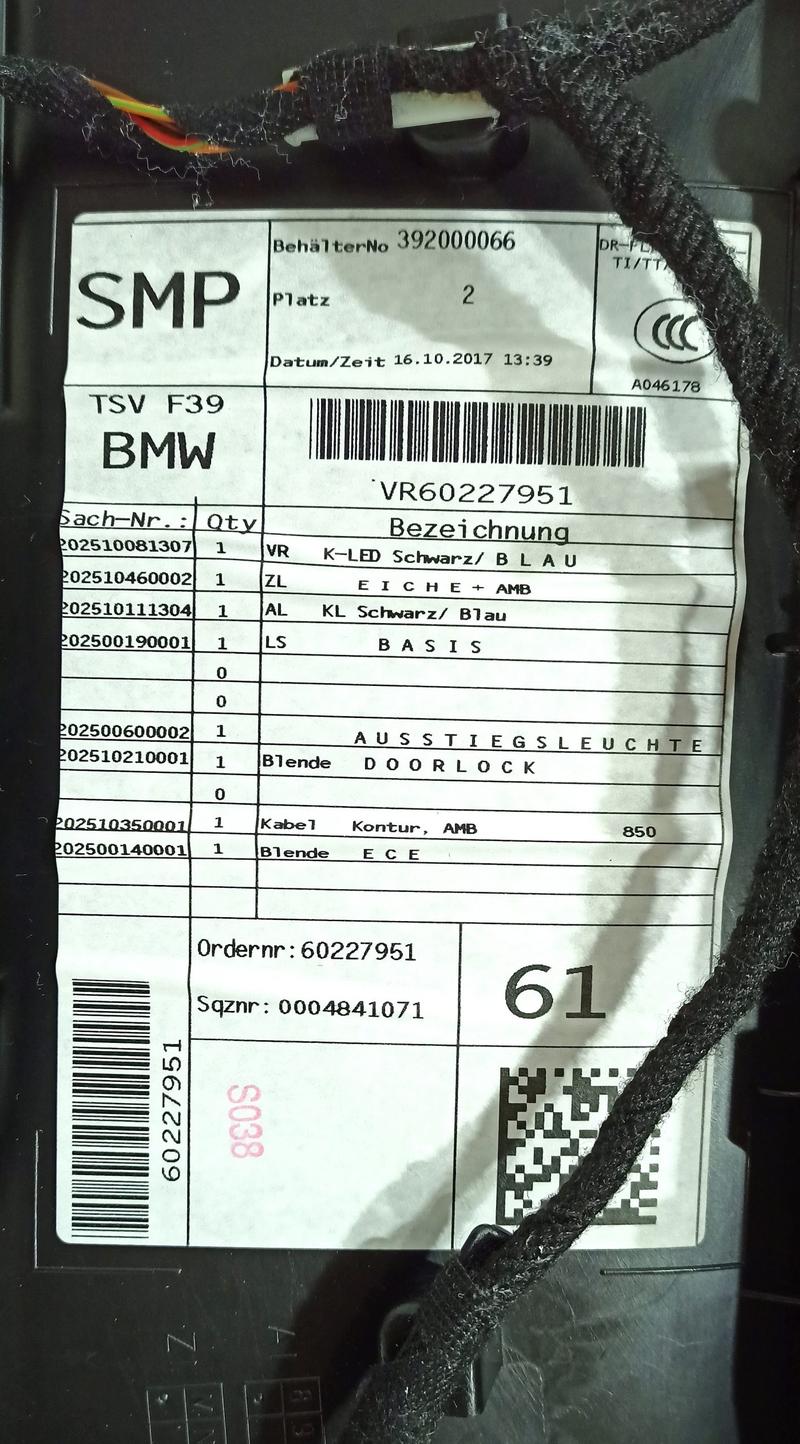 SMP
BehälterNo 392000066
Platz 2
Datum/Zeit 16.10.2017 13:39
TI/TT
CCC
A046178
TSV F39
BMW
VR60227951
Sach-Nr.: Qty Bezeichnung
202510081307 1 VR K-LED Schwarz/ B L A U
202510460002 1 ZL E I C H E + AMB
202510111304 1 AL KL Schwarz/ Blau
202500190001 1 LS B A S I S
0
0
202500600002 1 A U S S T I E G S L E U C H T E
202510210001 1 Blende D O O R L O C K
0
202510350001 1 Kabel Kontur, AMB 850
202500140001 1 Blende E C E
Ordernr: 60227951
Sqznr: 0004841071
61
60227951
S038